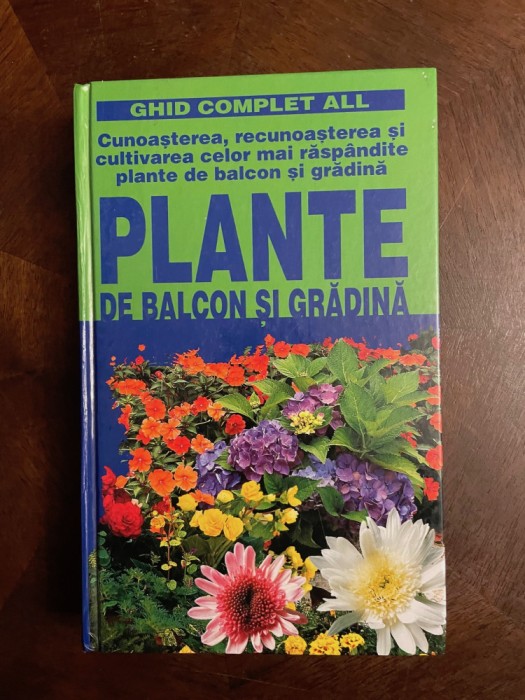 GHID COMPLET ALL
Cunoașterea, recunoașterea și
cultivarea celor mai răspândite
plante de balcon și grădină
PLANTE
DE BALCON ȘI GRĂDINĂ